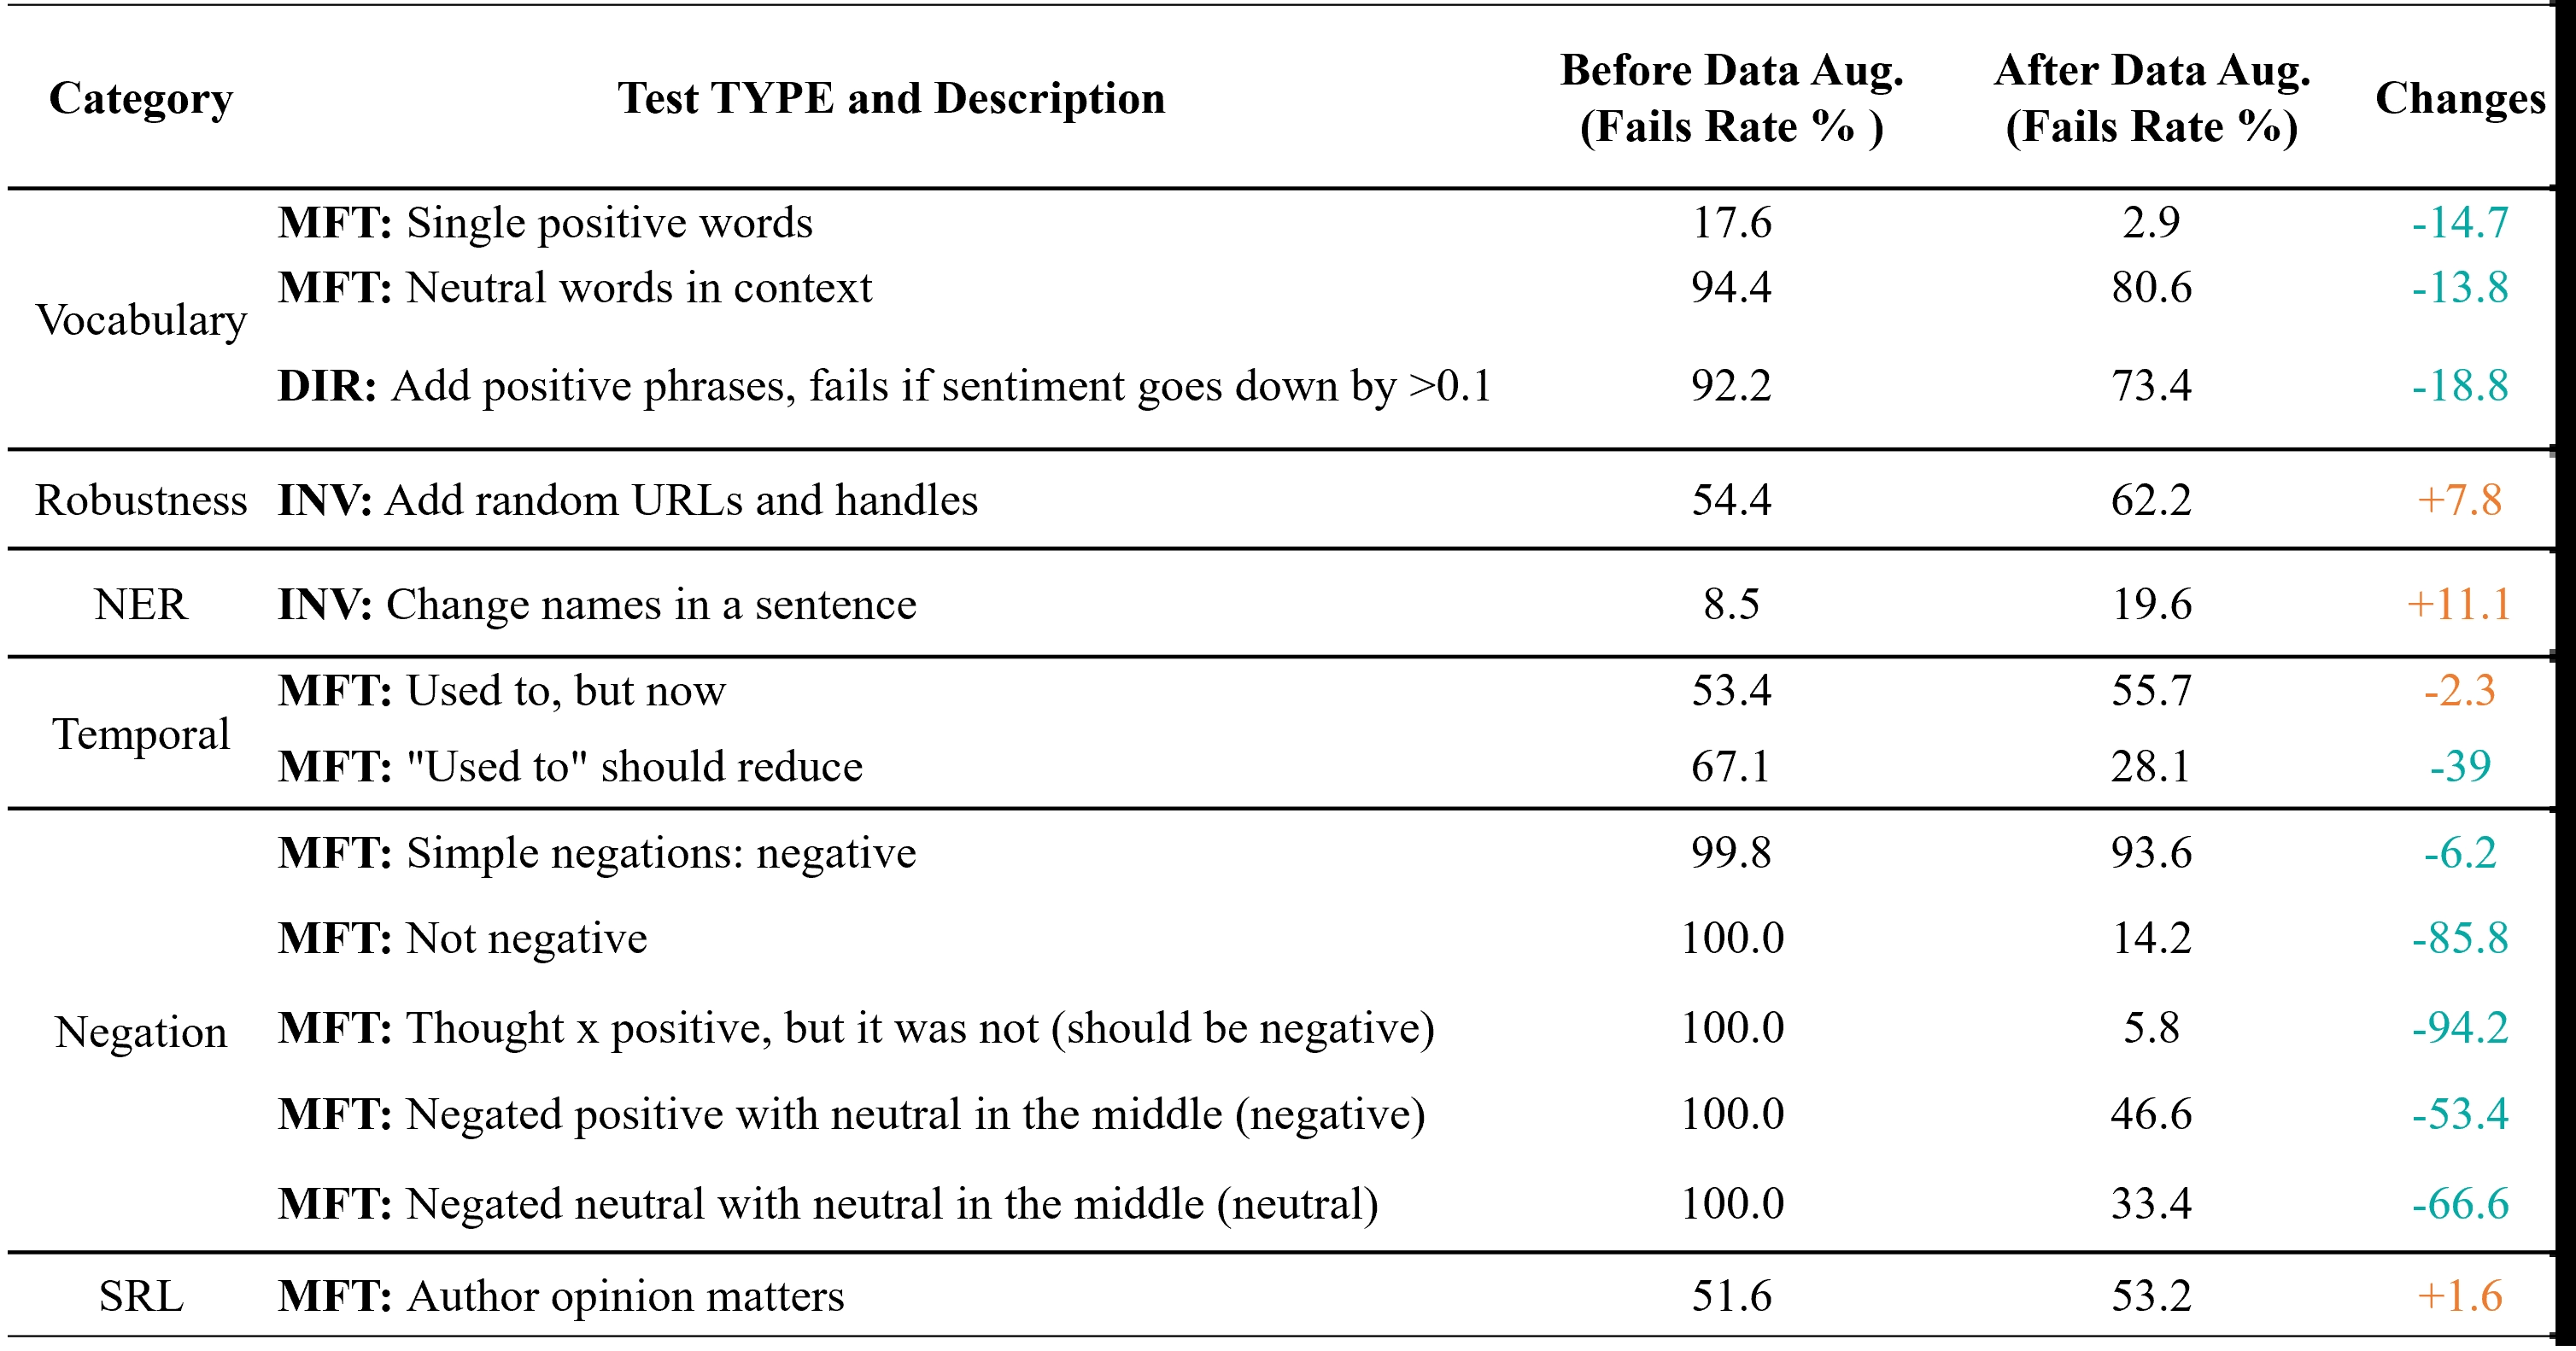 Category Test TYPE and Description Before Data Aug. (Fails Rate % ) After Data Aug. (Fails Rate %) Changes
Vocabulary
MFT: Single positive words 17.6 2.9 -14.7
MFT: Neutral words in context 94.4 80.6 -13.8
DIR: Add positive phrases, fails if sentiment goes down by >0.1 92.2 73.4 -18.8
Robustness INV: Add random URLs and handles 54.4 62.2 +7.8
NER INV: Change names in a sentence 8.5 19.6 +11.1
Temporal
MFT: Used to, but now 53.4 55.7 -2.3
MFT: "Used to" should reduce 67.1 28.1 -39
Negation
MFT: Simple negations: negative 99.8 93.6 -6.2
MFT: Not negative 100.0 14.2 -85.8
MFT: Thought x positive, but it was not (should be negative) 100.0 5.8 -94.2
MFT: Negated positive with neutral in the middle (negative) 100.0 46.6 -53.4
MFT: Negated neutral with neutral in the middle (neutral) 100.0 33.4 -66.6
SRL MFT: Author opinion matters 51.6 53.2 +1.6